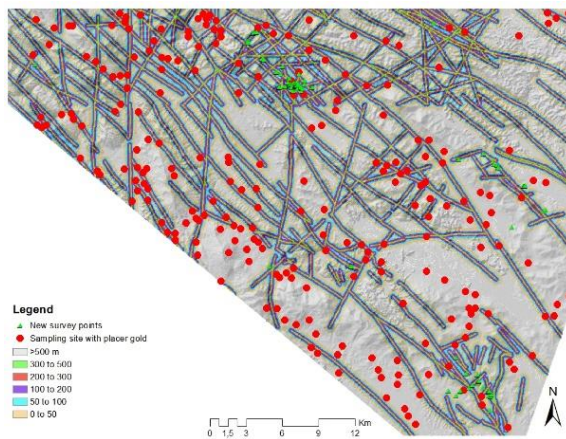 Legend
New survey points
Sampling site with placer gold
>500 m
300 to 500
200 to 300
100 to 200
50 to 100
0 to 50
Km
0 1,5 3 6 9 12
N